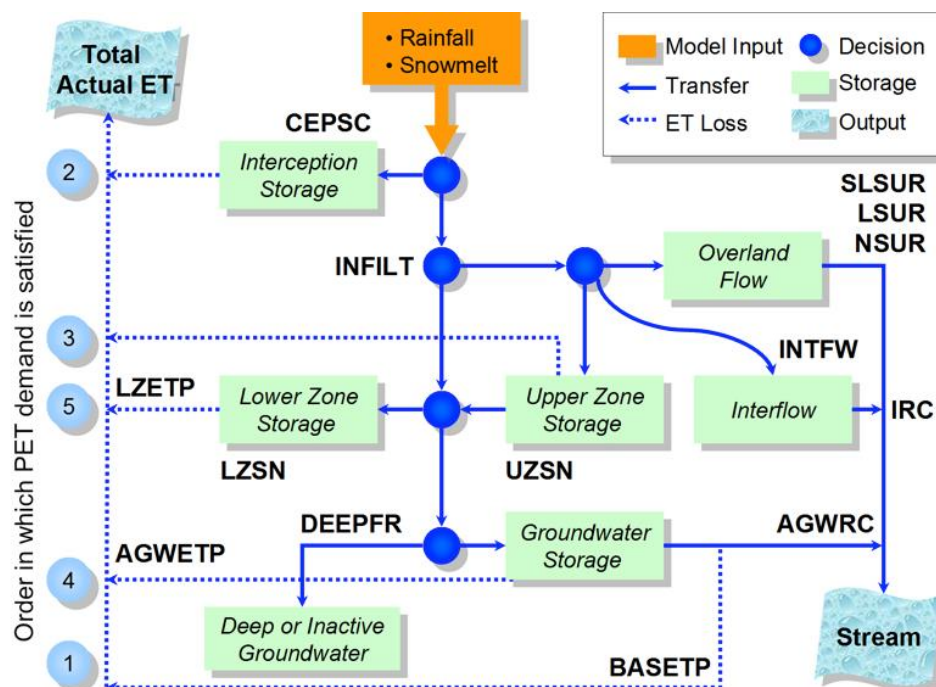 Total
Actual ET
• Rainfall
• Snowmelt
Model Input
Decision
Transfer
Storage
ET Loss
Output
CEPSC
2
Interception
Storage
SLSUR
LSUR
NSUR
INFILT
Overland
Flow
Order in which PET demand is satisfied
3
INTFW
LZETP
5
Lower Zone
Storage
Upper Zone
Storage
Interflow
IRC
LZSN
UZSN
DEEPFR
Groundwater
Storage
AGWRC
AGWETP
4
Deep or Inactive
Groundwater
Stream
1
BASETP